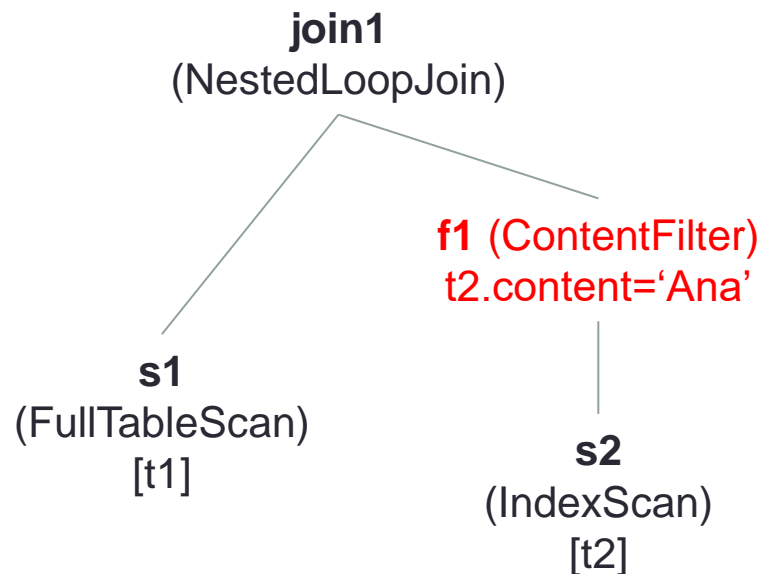 join1
(NestedLoopJoin)
f1 (ContentFilter)
t2.content=‘Ana’
s1
(FullTableScan)
[t1]
s2
(IndexScan)
[t2]